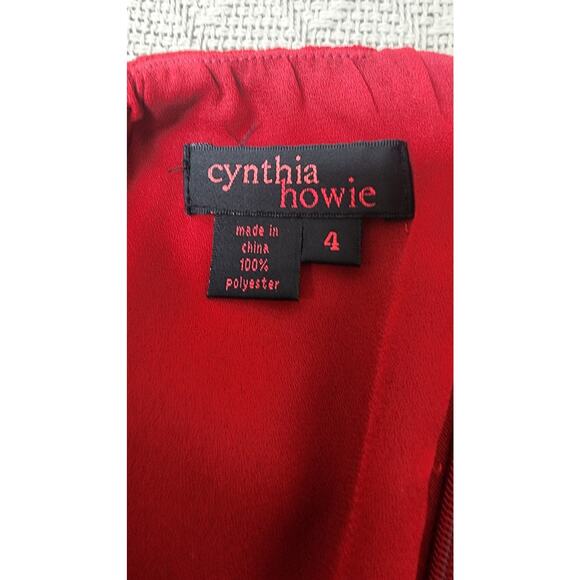 cynthia
howie
made in
china
100%
polyester
4